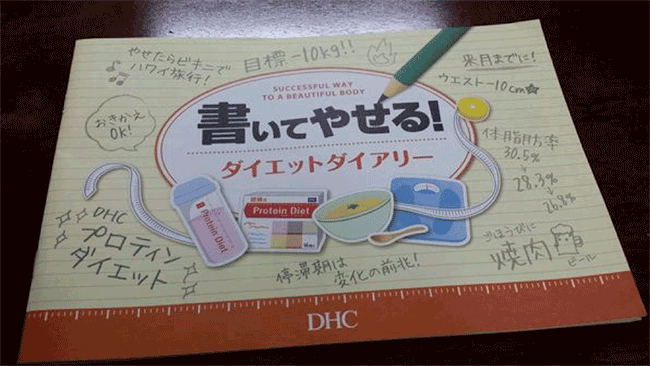 やせたらビキニで
ハワイ旅行!
目標-10kg!!
来月までに!
ウエスト-10cm★
SUCCESSFUL WAY
TO A BEAUTIFUL BODY
書いてやせる!
ダイエットダイアリー
おきかえ
OK!
体脂肪率
30.5%
28.3%
26.8%
Protein Diet
Protein Diet
DHC
プロティン
ダイエット
停滞期は
変化の前兆!
ごほうびに
焼肉
ビール
DHC